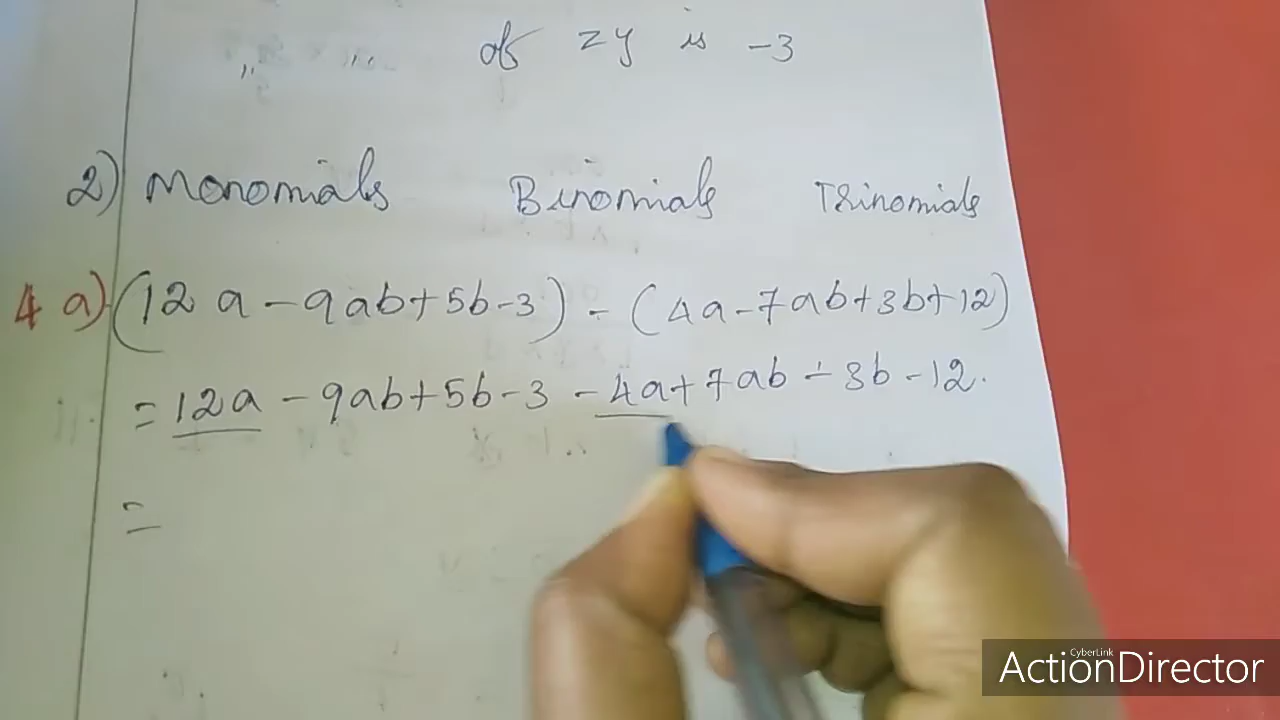 of zy is -3
,, ,,
2) Monomials Binomials Trinomials
4 a) (12a - 9ab + 5b - 3) - (4a - 7ab + 3b + 12)
= 12a - 9ab + 5b - 3 - 4a + 7ab - 3b - 12.
=
CyberLink
ActionDirector